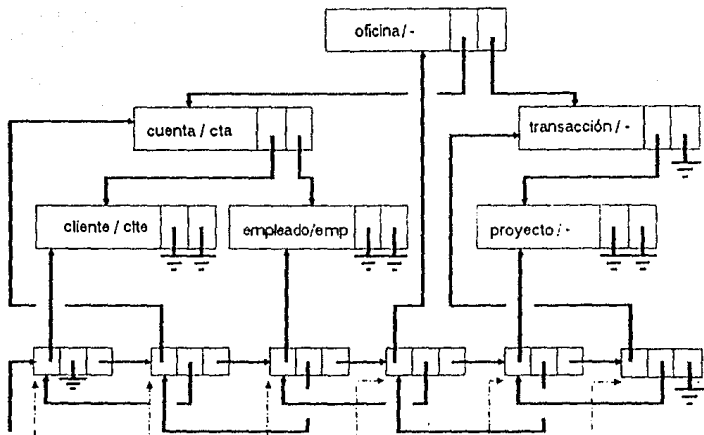 oficina / -
cuenta / cta
transacción / -
cliente / clte
empleado/emp
proyecto / -